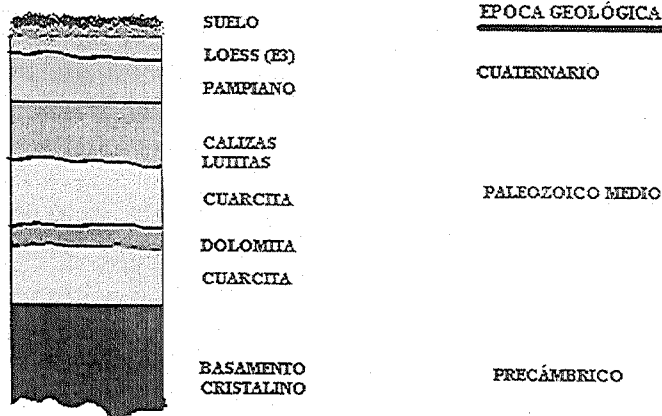 SUELO
EPOCA GEOLÓGICA
LOESS (E3)
CUATERNARIO
PAMPIANO
CALIZAS
LUTITAS
CUARCITA
PALEOZOICO MEDIO
DOLOMITA
CUARCITA
BASAMENTO
CRISTALINO
PRECÁMBRICO